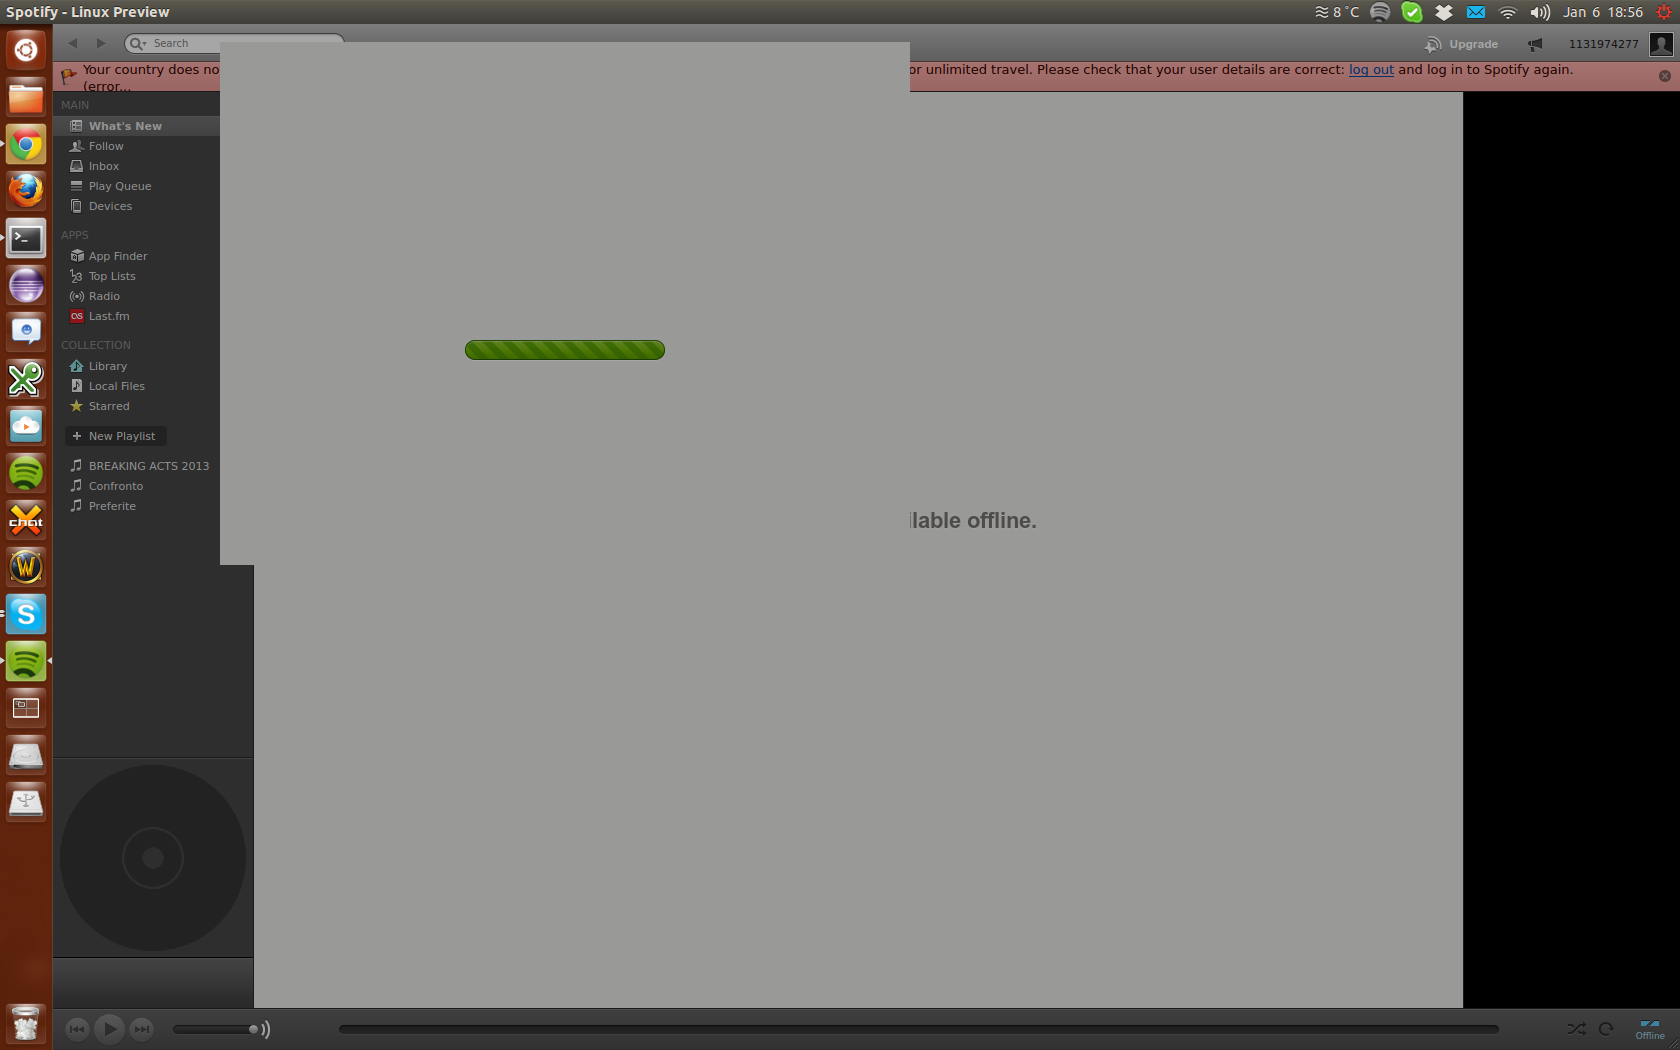 Spotify - Linux Preview
8 °C
Jan 6 18:56
Search
Upgrade
1131974277
Your country does no
or unlimited travel. Please check that your user details are correct: log out and log in to Spotify again.
(error...
MAIN
What's New
Follow
Inbox
Play Queue
Devices
APPS
App Finder
Top Lists
Radio
Last.fm
COLLECTION
Library
Local Files
Starred
+ New Playlist
BREAKING ACTS 2013
Confronto
Preferite
lable offline.
chat
W
S
Offline